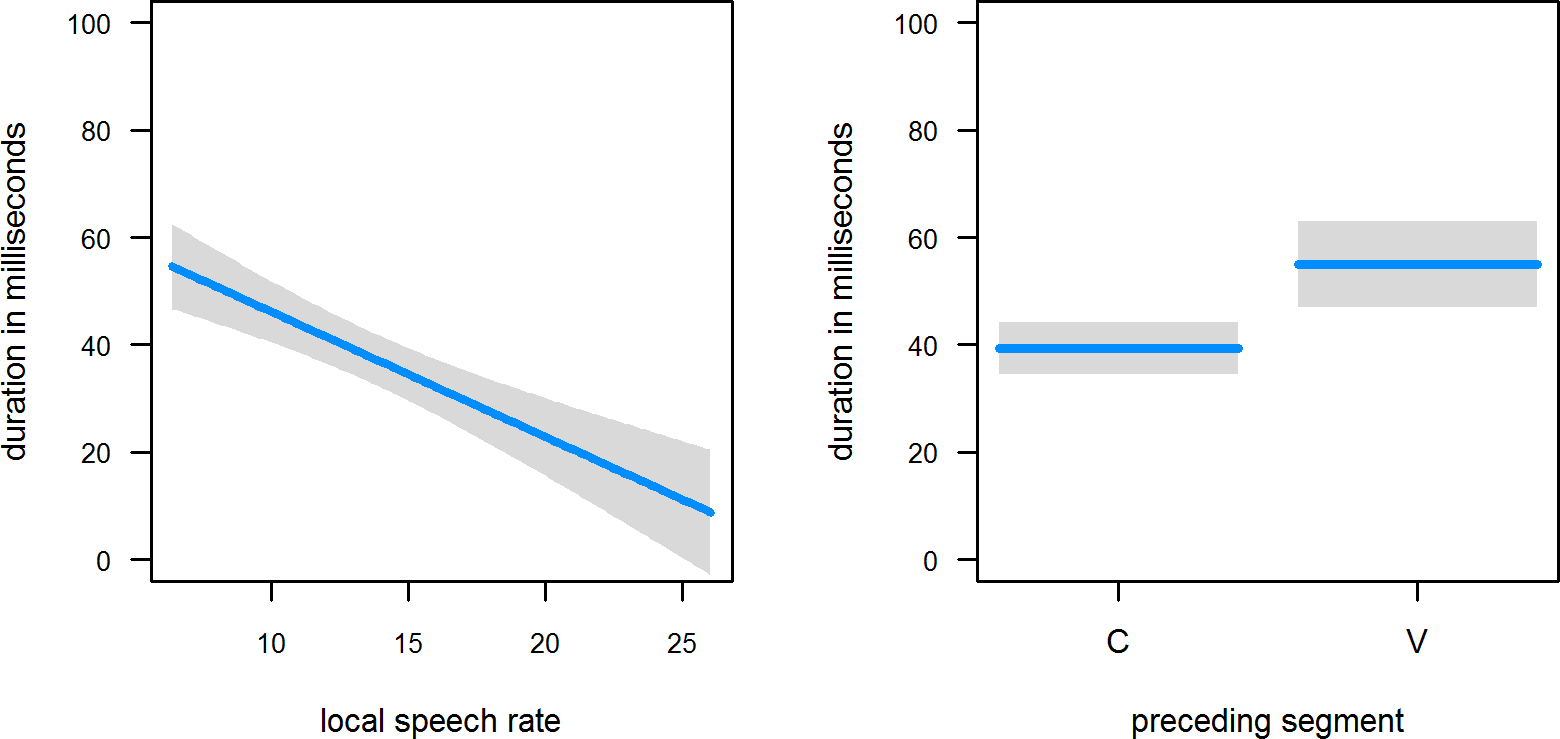 duration in milliseconds
100
80
60
40
20
0
10 15 20 25
local speech rate
duration in milliseconds
100
80
60
40
20
0
C V
preceding segment